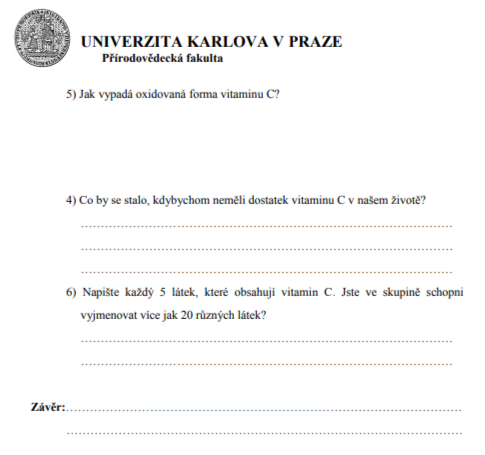 UNIVERZITA KARLOVA V PRAZE
Přírodovědecká fakulta
5) Jak vypadá oxidovaná forma vitaminu C?
4) Co by se stalo, kdybychom neměli dostatek vitaminu C v našem životě?
6) Napište každý 5 látek, které obsahují vitamin C. Jste ve skupině schopni
vyjmenovat více jak 20 různých látek?
Závěr: